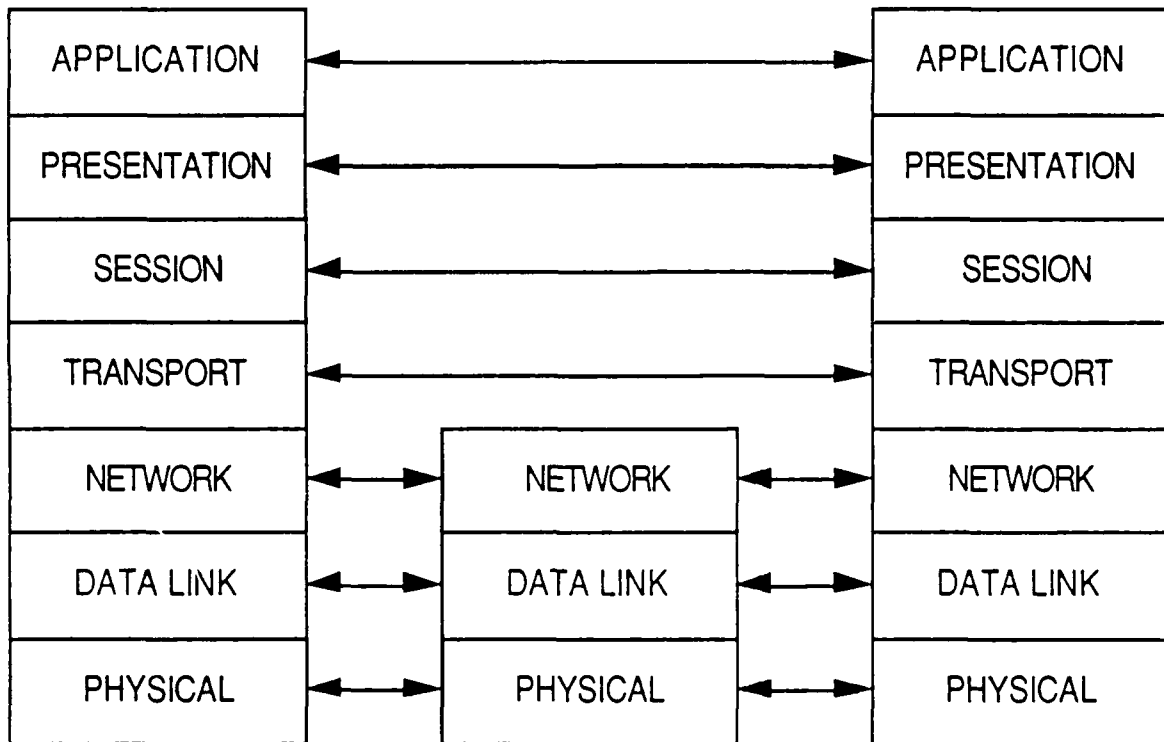 APPLICATION APPLICATION
PRESENTATION PRESENTATION
SESSION SESSION
TRANSPORT TRANSPORT
NETWORK NETWORK NETWORK
DATA LINK DATA LINK DATA LINK
PHYSICAL PHYSICAL PHYSICAL